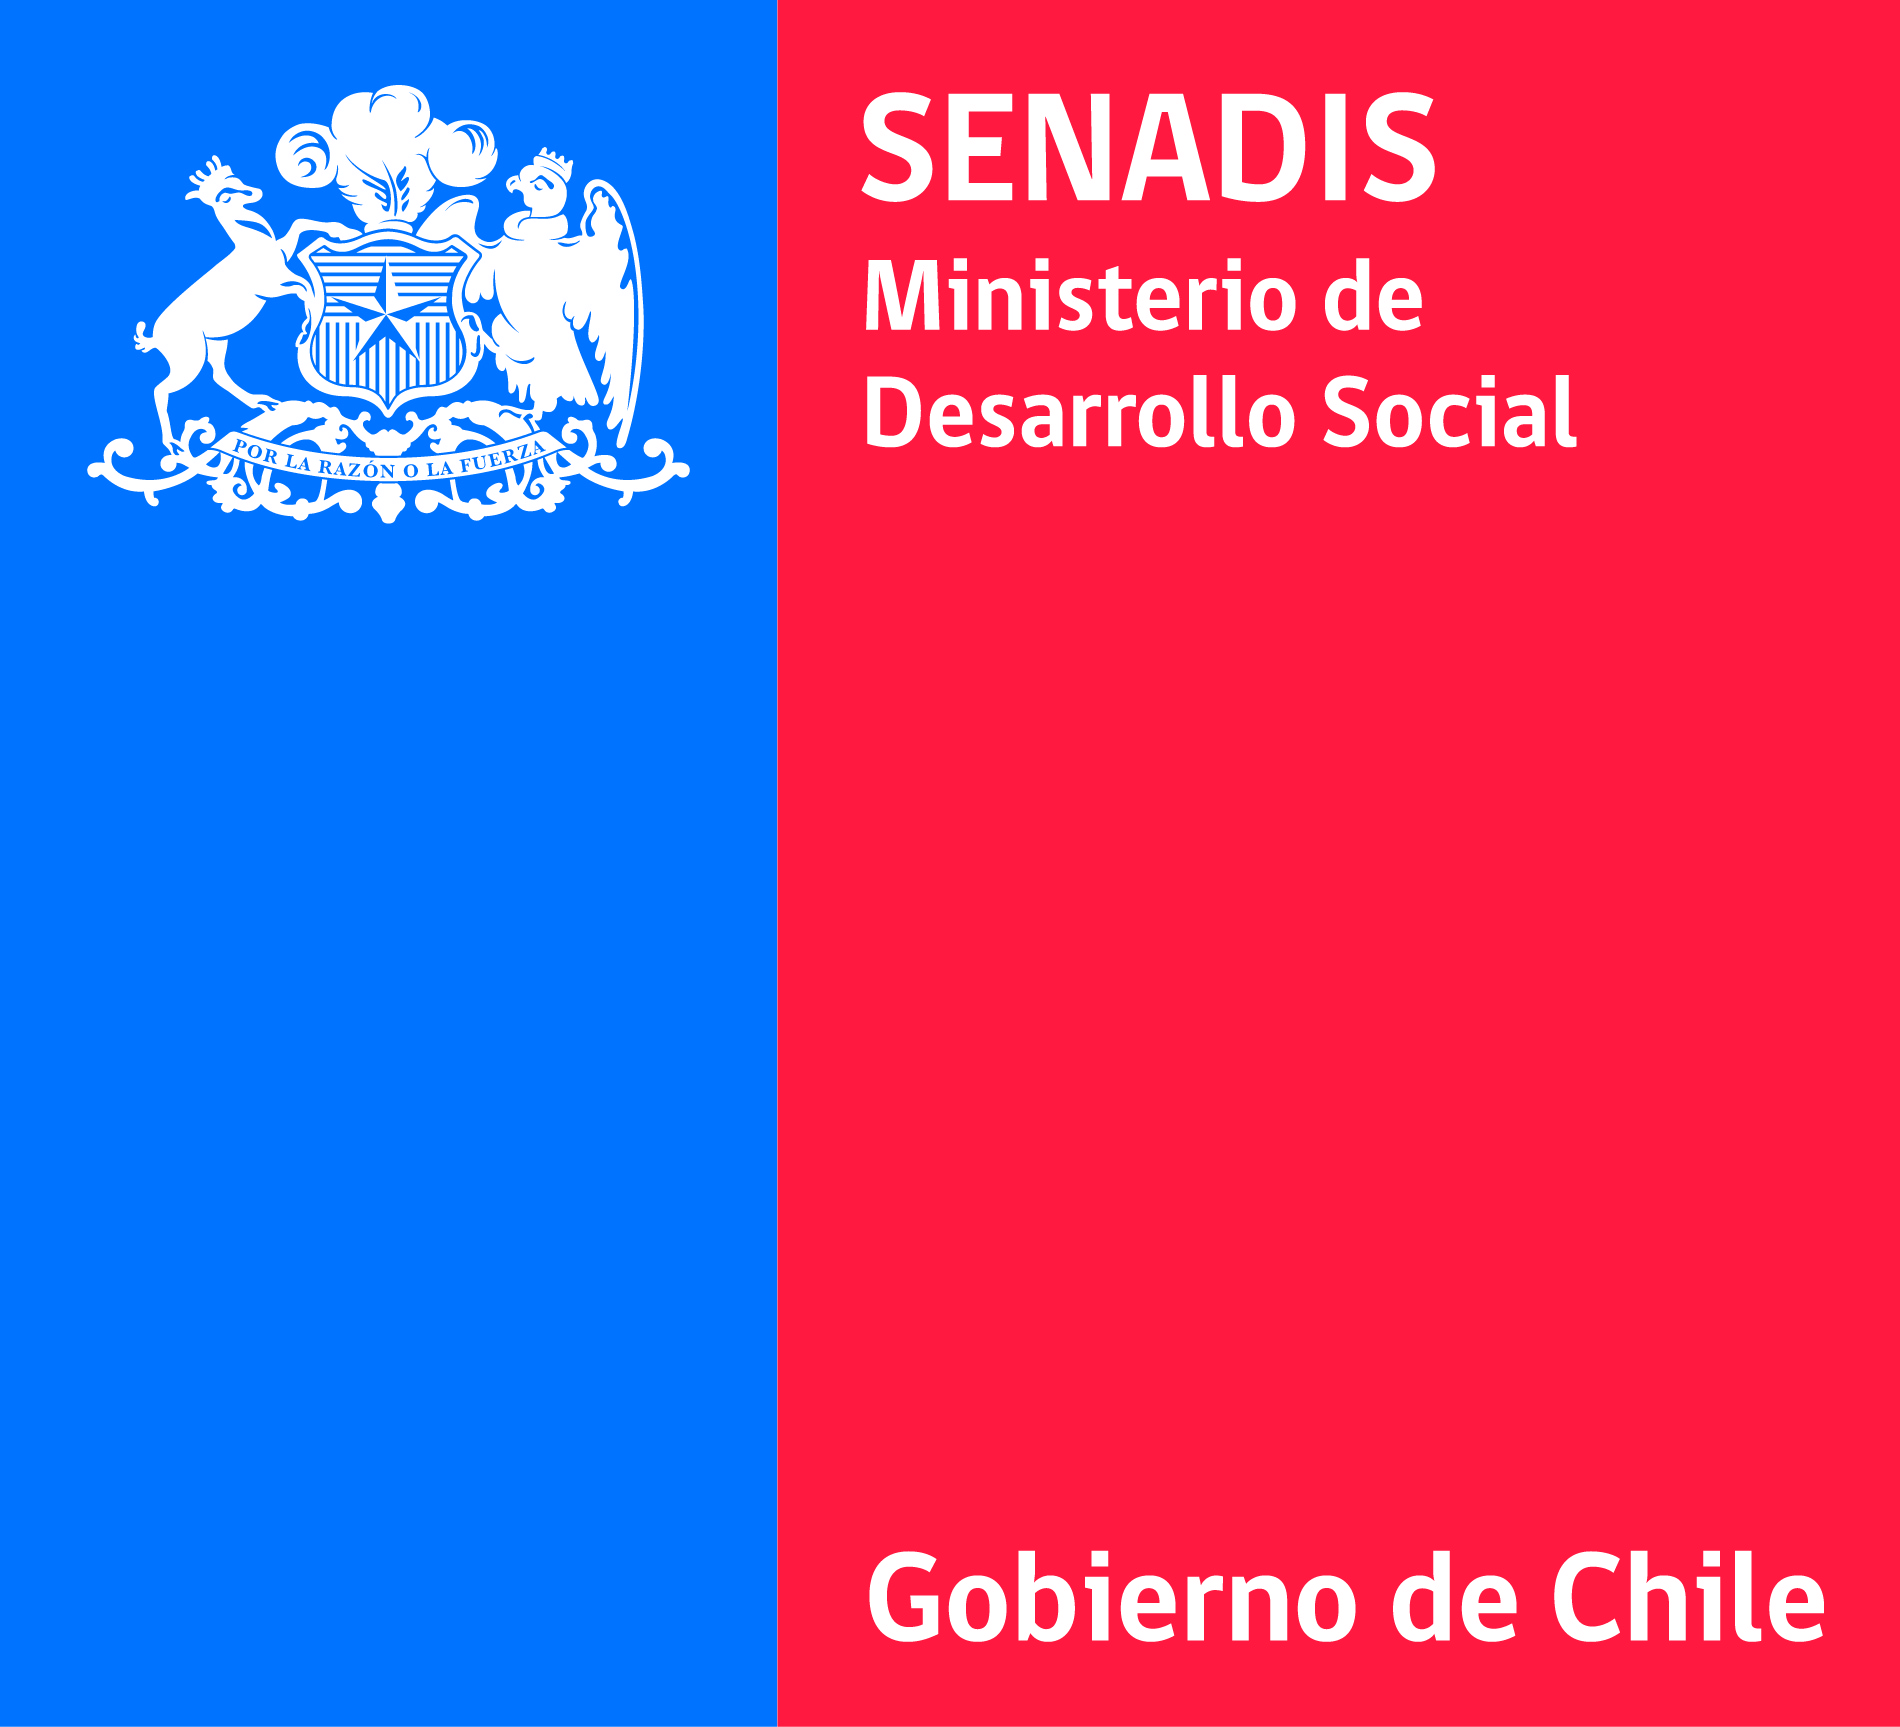 POR LA RAZÓN O LA FUERZA
SENADIS
Ministerio de
Desarrollo Social
Gobierno de Chile